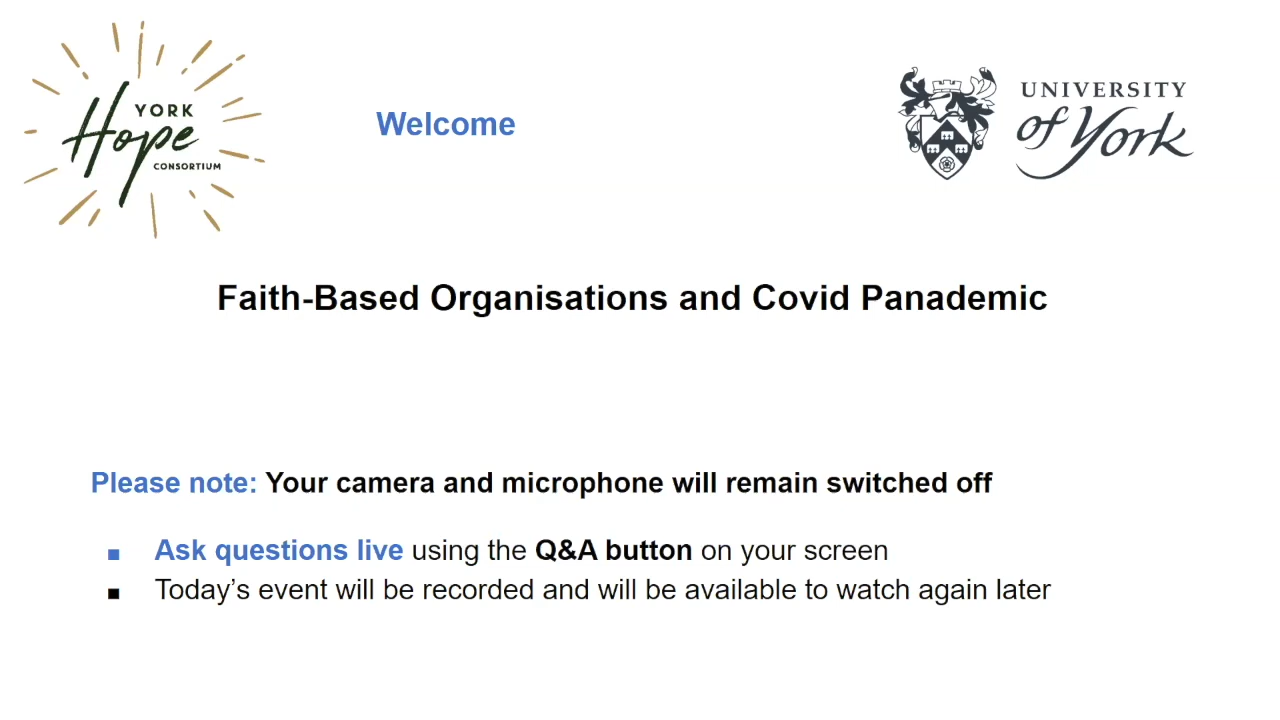 YORK
Hope
CONSORTIUM
Welcome
UNIVERSITY
of York
Faith-Based Organisations and Covid Panademic
Please note: Your camera and microphone will remain switched off
■ Ask questions live using the Q&A button on your screen
■ Today’s event will be recorded and will be available to watch again later